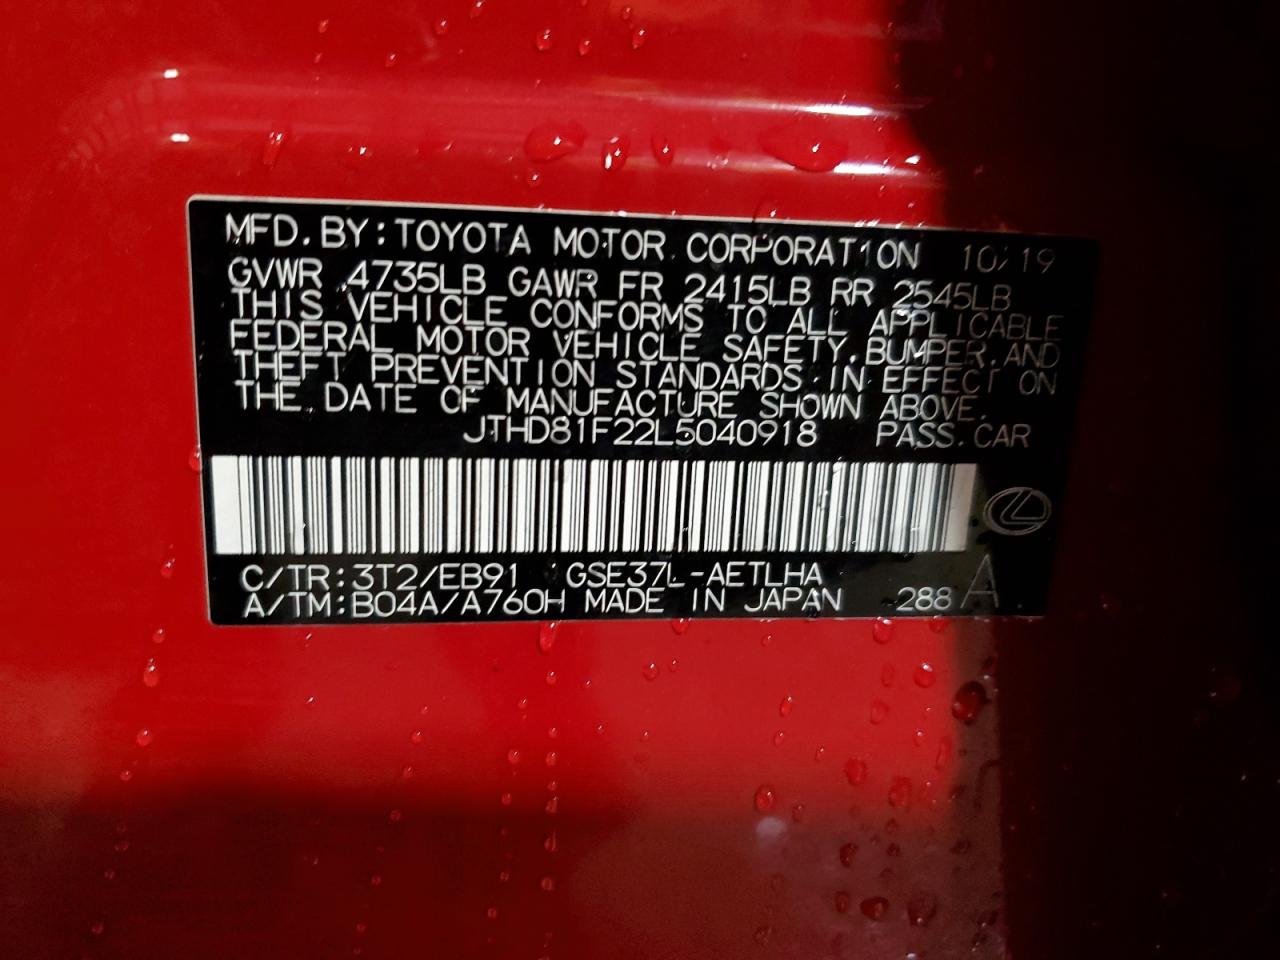 MFD. BY: TOYOTA MOTOR CORPORATION 10/19
GVWR 4735LB GAWR FR 2415LB RR 2545LB
THIS VEHICLE CONFORMS TO ALL APPLICABLE
FEDERAL MOTOR VEHICLE SAFETY, BUMPER, AND
THEFT PREVENTION STANDARDS IN EFFECT ON
THE DATE OF MANUFACTURE SHOWN ABOVE.
JTHD81F22L5040918 PASS. CAR
C/TR: 3T2/EB91 GSE37L-AETLHA
A/TM: B04A/A760H MADE IN JAPAN 288 A